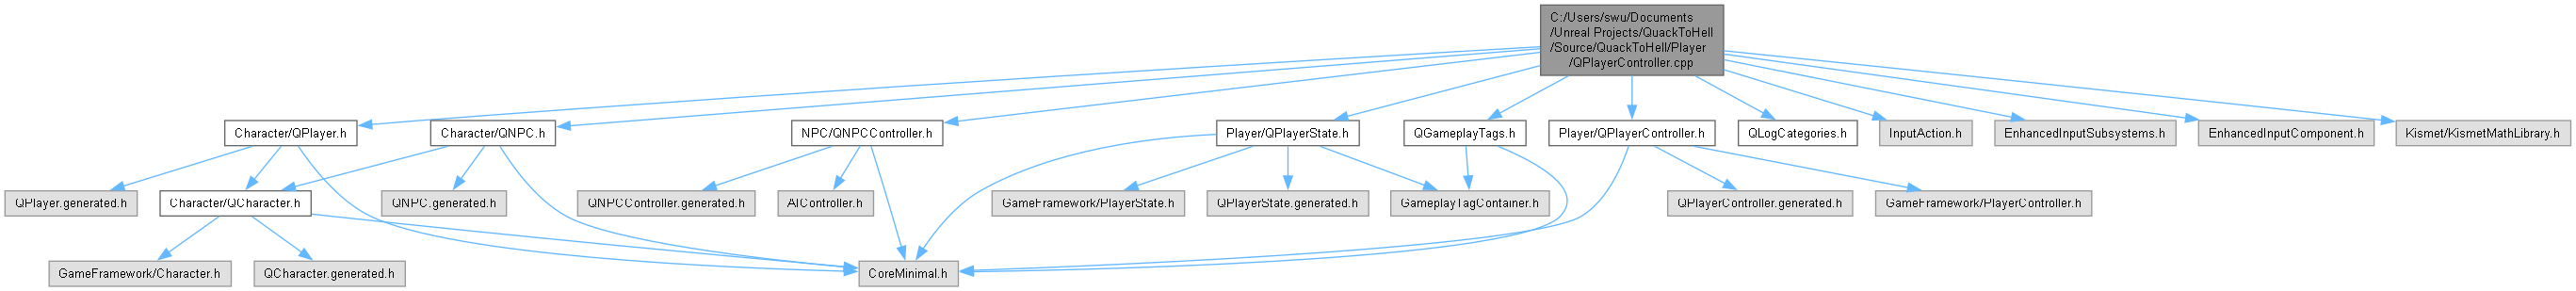 C:/Users/swu/Documents
/Unreal Projects/QuackToHell
/Source/QuackToHell/Player
/QPlayerController.cpp
Character/QPlayer.h
Character/QNPC.h
NPC/QNPCController.h
Player/QPlayerState.h
QGameplayTags.h
Player/QPlayerController.h
QLogCategories.h
InputAction.h
EnhancedInputSubsystems.h
EnhancedInputComponent.h
Kismet/KismetMathLibrary.h
QPlayer.generated.h
Character/QCharacter.h
QNPC.generated.h
QNPCController.generated.h
AIController.h
GameFramework/PlayerState.h
QPlayerState.generated.h
GameplayTagContainer.h
QPlayerController.generated.h
GameFramework/PlayerController.h
GameFramework/Character.h
QCharacter.generated.h
CoreMinimal.h